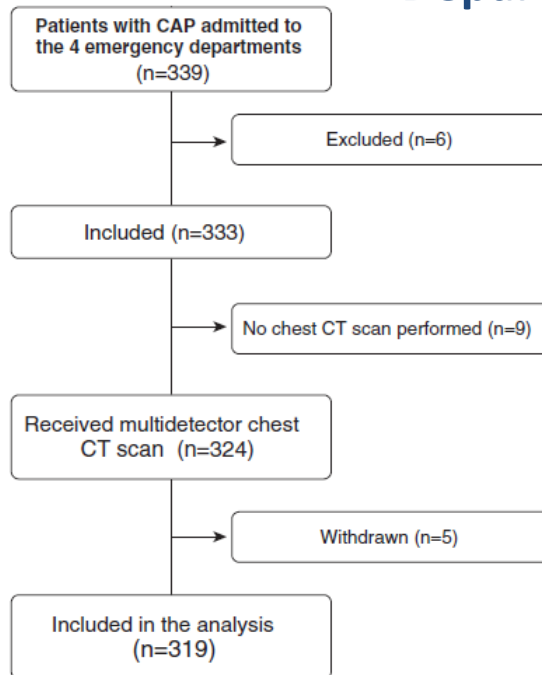 Patients with CAP admitted to
the 4 emergency departments
(n=339)
Excluded (n=6)
Included (n=333)
No chest CT scan performed (n=9)
Received multidetector chest
CT scan (n=324)
Withdrawn (n=5)
Included in the analysis
(n=319)